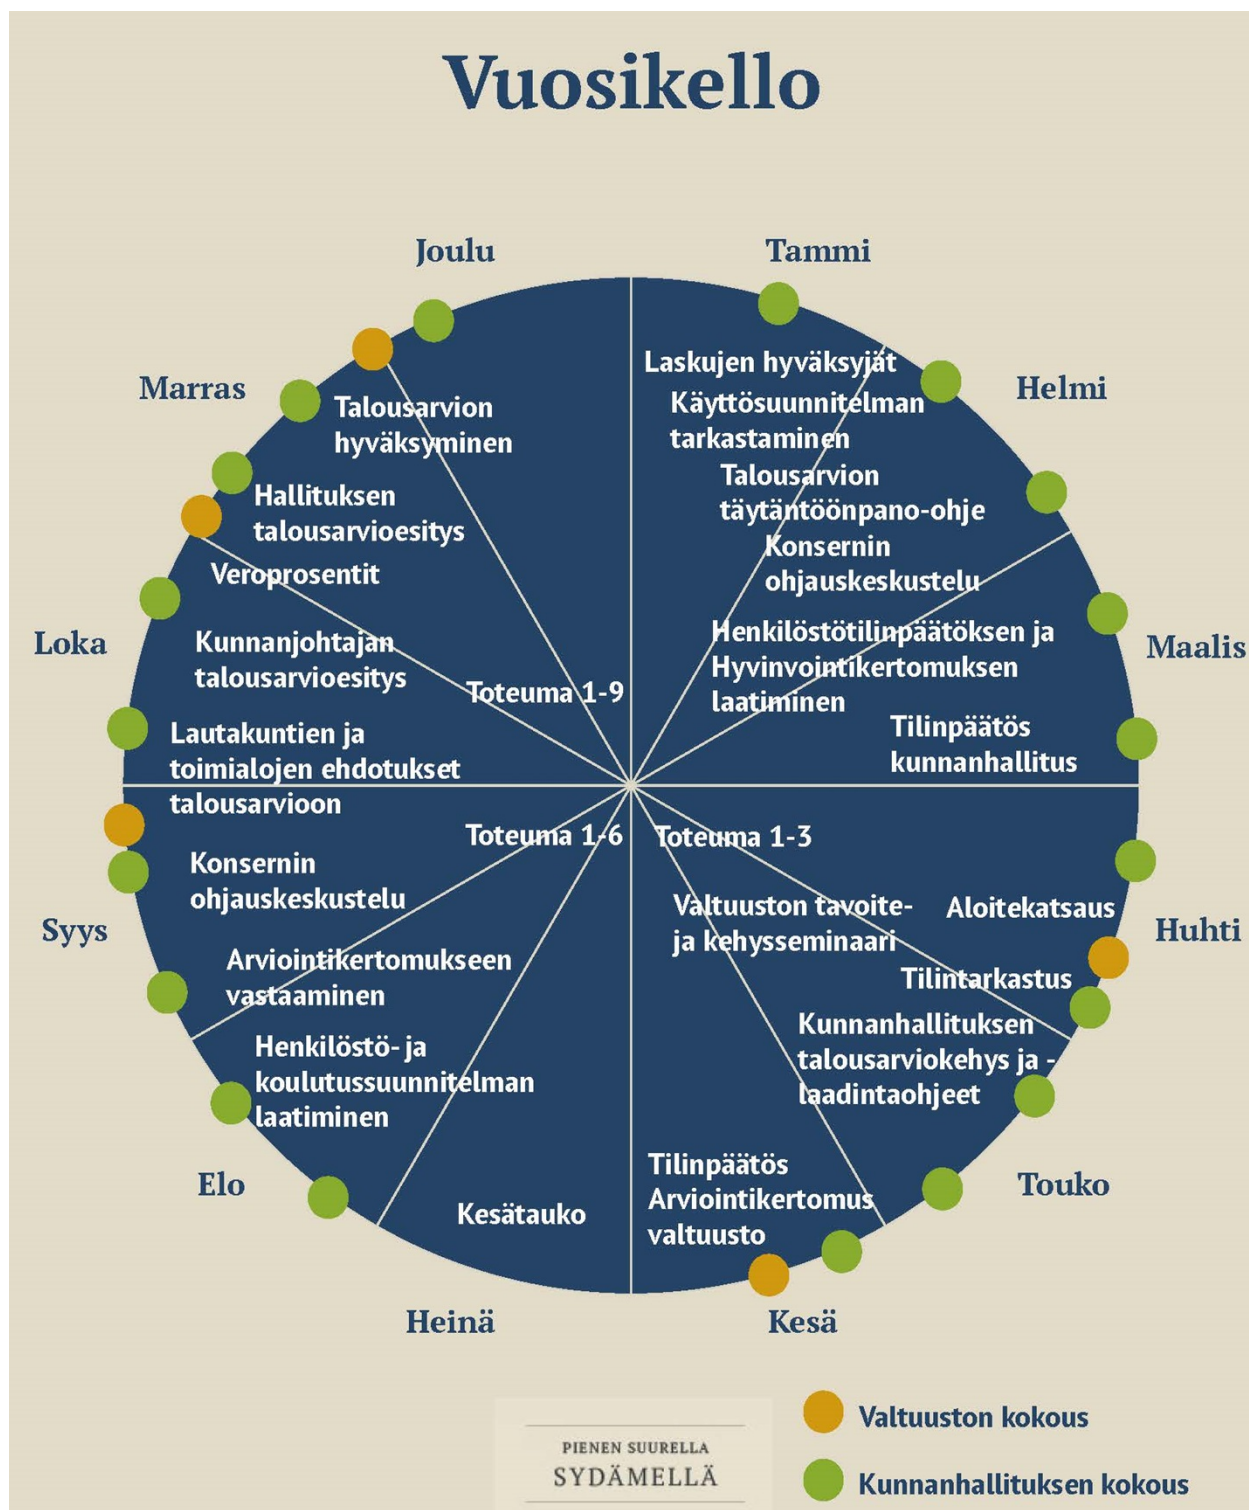 Vuosikello
Joulu
Tammi
Marras
Helmi
Loka
Maalis
Syys
Huhti
Elo
Touko
Heinä
Kesä
Laskujen hyväksyjät
Käyttösuunnitelman
tarkastaminen
Talousarvion
täytäntöönpano-ohje
Konsernin
ohjauskeskustelu
Henkilöstötilinpäätöksen ja
Hyvinvointikertomuksen
laatiminen
Tilinpäätös
kunnanhallitus
Toteuma 1-3
Valtuuston tavoite-
ja kehysseminaari
Aloitekatsaus
Tilintarkastus
Kunnanhallituksen
talousarviokehys ja -
laadintaohjeet
Tilinpäätös
Arviointikertomus
valtuusto
Kesätauko
Toteuma 1-6
Henkilöstö- ja
koulutussuunnitelman
laatiminen
Arviointikertomukseen
vastaaminen
Konsernin
ohjauskeskustelu
Lautakuntien ja
toimialojen ehdotukset
talousarvioon
Kunnanjohtajan
talousarvioesitys
Toteuma 1-9
Veroprosentit
Hallituksen
talousarvioesitys
Talousarvion
hyväksyminen
PIENEN SUURELLA
SYDÄMELLÄ
Valtuuston kokous
Kunnanhallituksen kokous